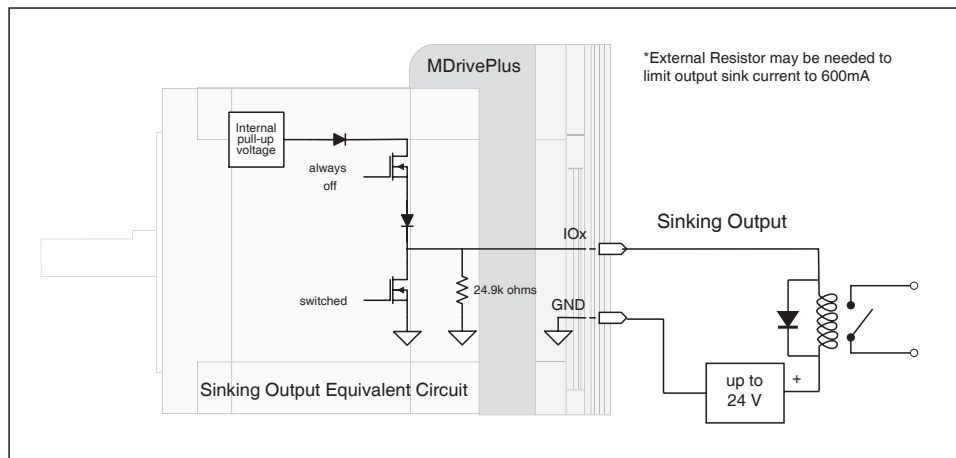 MDrivePlus
*External Resistor may be needed to
limit output sink current to 600mA
Internal
pull-up
voltage
always
off
Sinking Output
IOx
24.9k ohms
switched
GND
up to
24 V
+
Sinking Output Equivalent Circuit